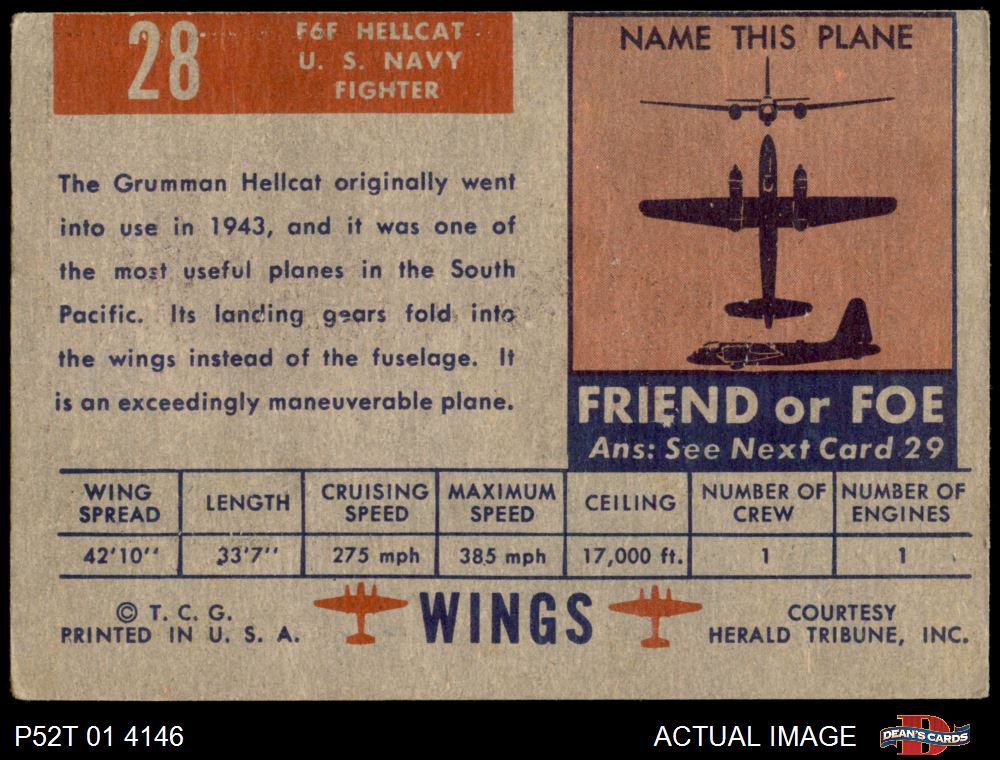 28
F6F HELLCAT
U. S. NAVY
FIGHTER
The Grumman Hellcat originally went
into use in 1943, and it was one of
the most useful planes in the South
Pacific. Its landing gears fold into
the wings instead of the fuselage. It
is an exceedingly maneuverable plane.
NAME THIS PLANE
FRIEND or FOE
Ans: See Next Card 29
WING SPREAD
LENGTH
CRUISING SPEED
MAXIMUM SPEED
CEILING
NUMBER OF CREW
NUMBER OF ENGINES
42'10'' 33'7'' 275 mph 385 mph 17,000 ft. 1 1
© T. C. G.
PRINTED IN U. S. A.
WINGS
COURTESY
HERALD TRIBUNE, INC.
P52T 01 4146
ACTUAL IMAGE
D
DEAN'S CARDS